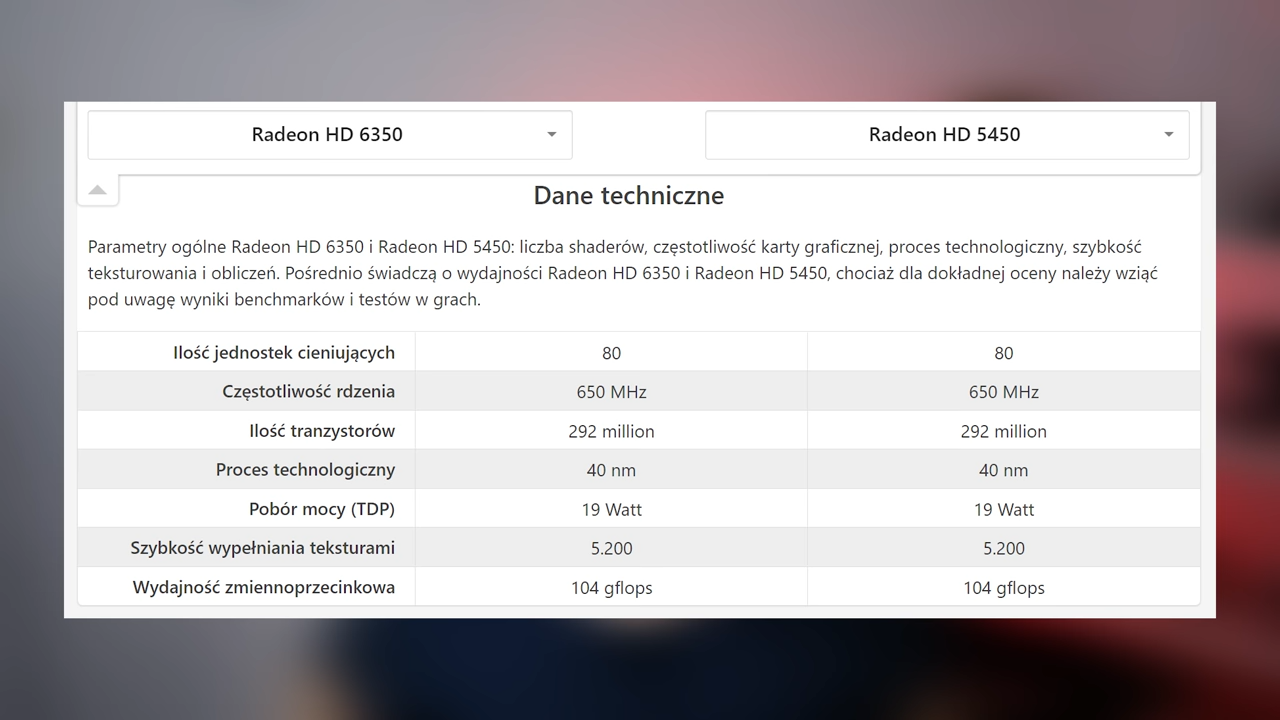 Radeon HD 6350 Radeon HD 5450
Dane techniczne
Parametry ogólne Radeon HD 6350 i Radeon HD 5450: liczba shaderów, częstotliwość karty graficznej, proces technologiczny, szybkość
teksturowania i obliczeń. Pośrednio świadczą o wydajności Radeon HD 6350 i Radeon HD 5450, chociaż dla dokładnej oceny należy wziąć
pod uwagę wyniki benchmarków i testów w grach.
Ilość jednostek cieniujących 80 80
Częstotliwość rdzenia 650 MHz 650 MHz
Ilość tranzystorów 292 million 292 million
Proces technologiczny 40 nm 40 nm
Pobór mocy (TDP) 19 Watt 19 Watt
Szybkość wypełniania teksturami 5.200 5.200
Wydajność zmiennoprzecinkowa 104 gflops 104 gflops